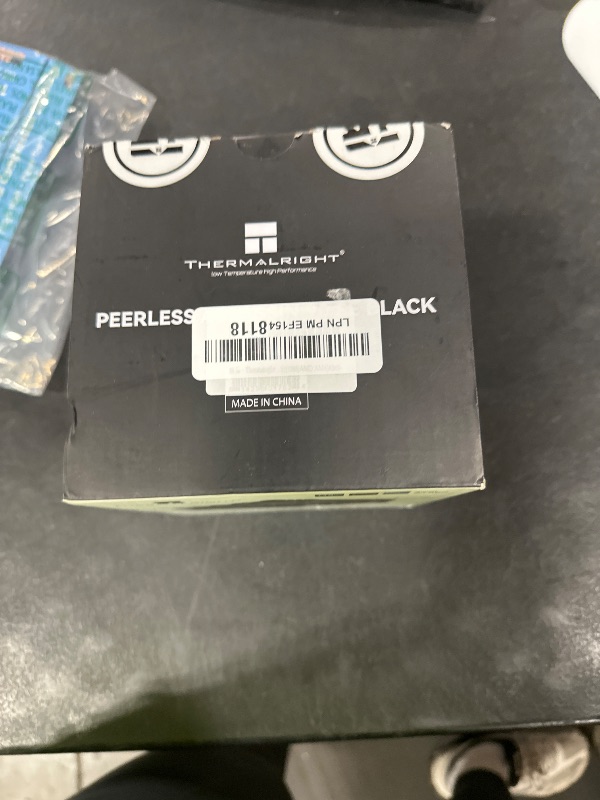 THERMALRIGHT®
low Temperature High Performance
PEERLESS LACK
LPN PM EF1548118
MADE IN CHINA